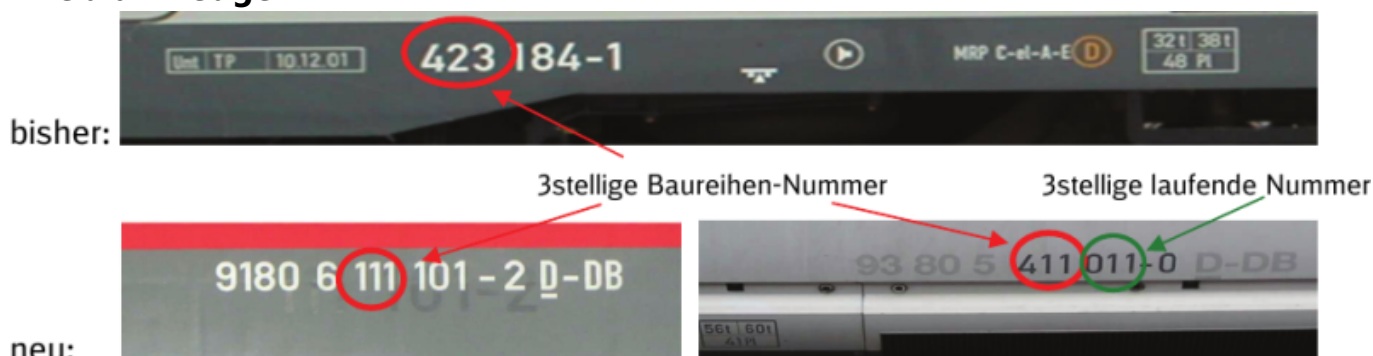 Unt TP 10.12.01
423 184-1
MRP C-el-A-E D
32t 38t
48 Pl
bisher:
3stellige Baureihen-Nummer
3stellige laufende Nummer
9180 6 111 101-2 D-DB
93 80 5 411 011-0 D-DB
56t 60t
41Pl
neu: